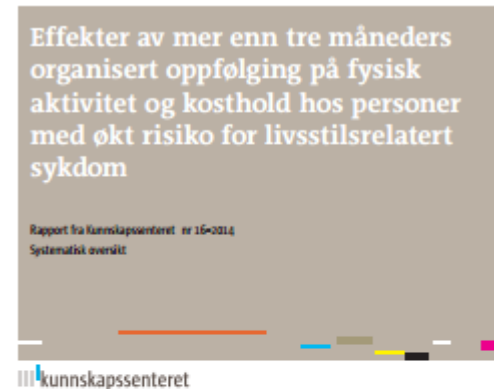 Effekter av mer enn tre måneders
organisert oppfølging på fysisk
aktivitet og kosthold hos personer
med økt risiko for livsstilsrelatert
sykdom
Rapport fra Kunnskapssenteret nr 16–2014
Systematisk oversikt
kunnskapssenteret